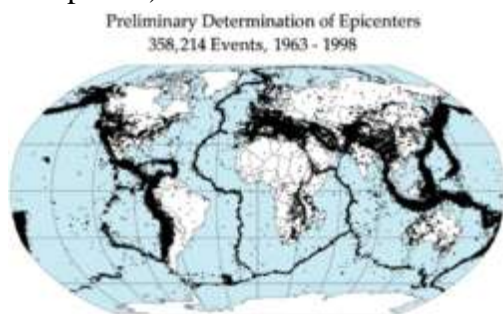 Preliminary Determination of Epicenters
358,214 Events, 1963 - 1998